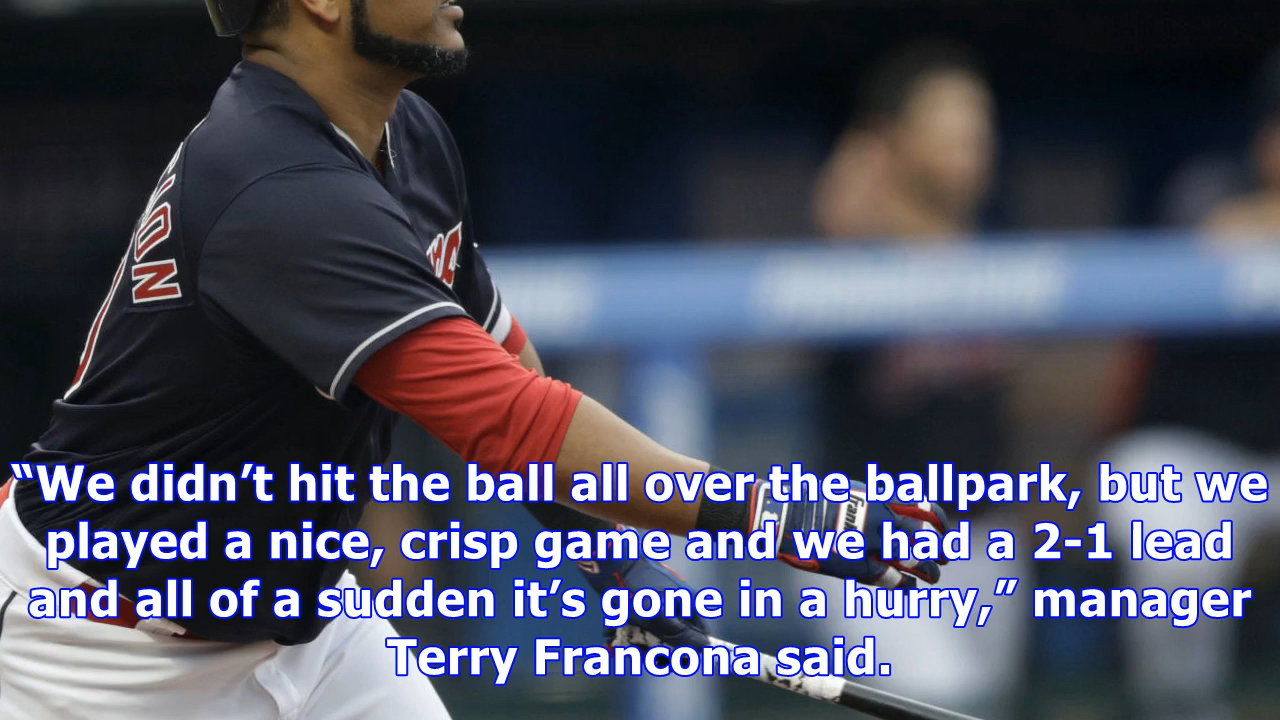 “We didn’t hit the ball all over the ballpark, but we
played a nice, crisp game and we had a 2-1 lead
and all of a sudden it’s gone in a hurry,” manager
Terry Francona said.